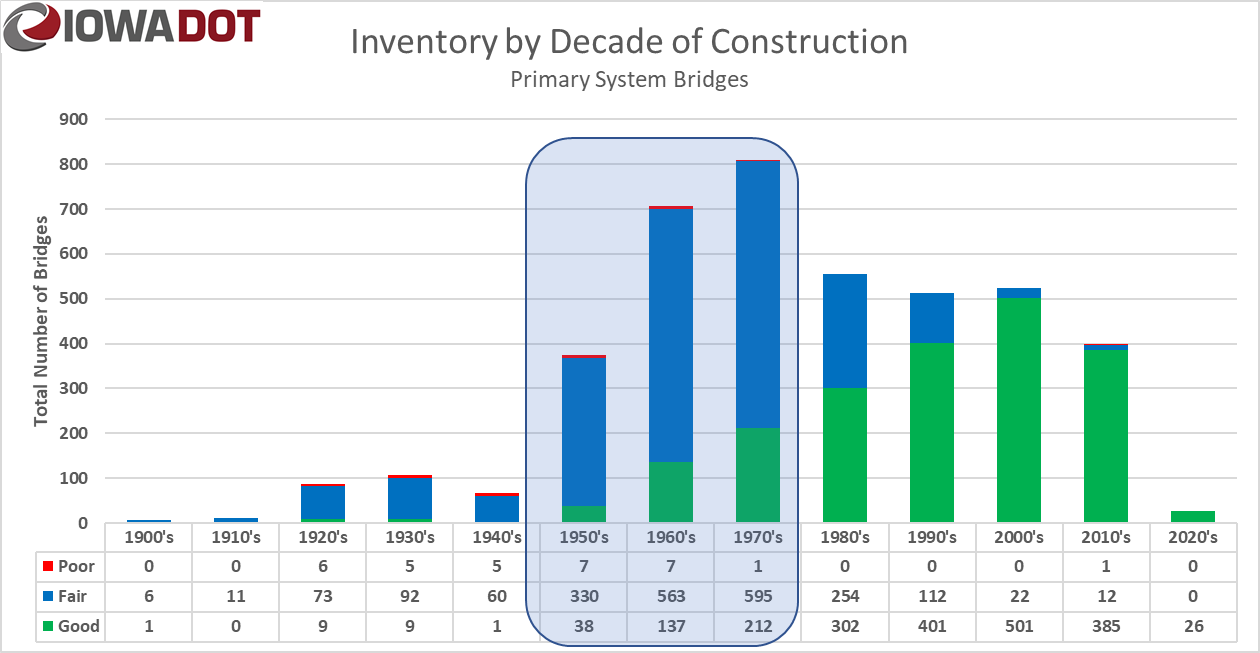 IOWADOT
Inventory by Decade of Construction
Primary System Bridges
Total Number of Bridges
900
800
700
600
500
400
300
200
100
0
1900's 1910's 1920's 1930's 1940's 1950's 1960's 1970's 1980's 1990's 2000's 2010's 2020's
Poor 0 0 6 5 5 7 7 1 0 0 0 1 0
Fair 6 11 73 92 60 330 563 595 254 112 22 12 0
Good 1 0 9 9 1 38 137 212 302 401 501 385 26